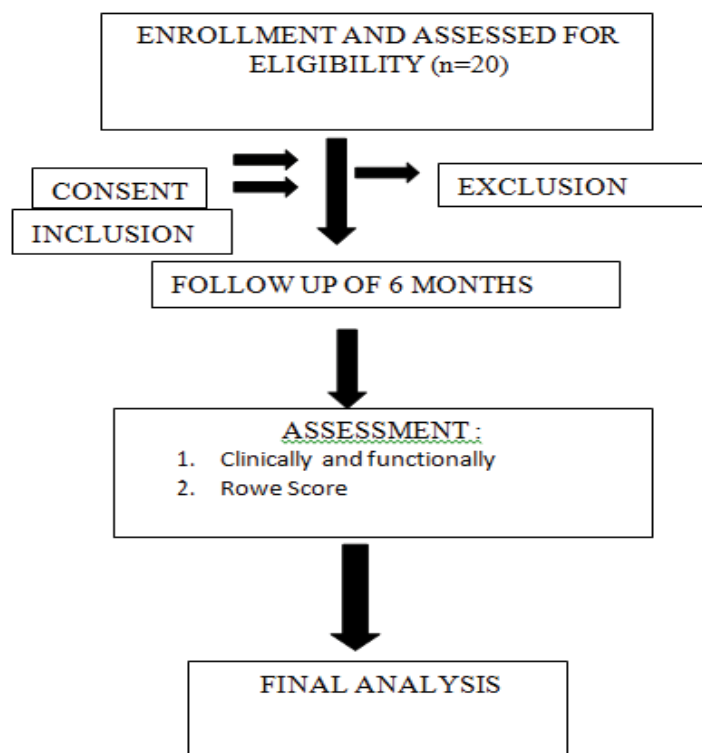 ENROLLMENT AND ASSESSED FOR
ELIGIBILITY (n=20)
CONSENT
EXCLUSION
INCLUSION
FOLLOW UP OF 6 MONTHS
ASSESSMENT :
1. Clinically and functionally
2. Rowe Score
FINAL ANALYSIS